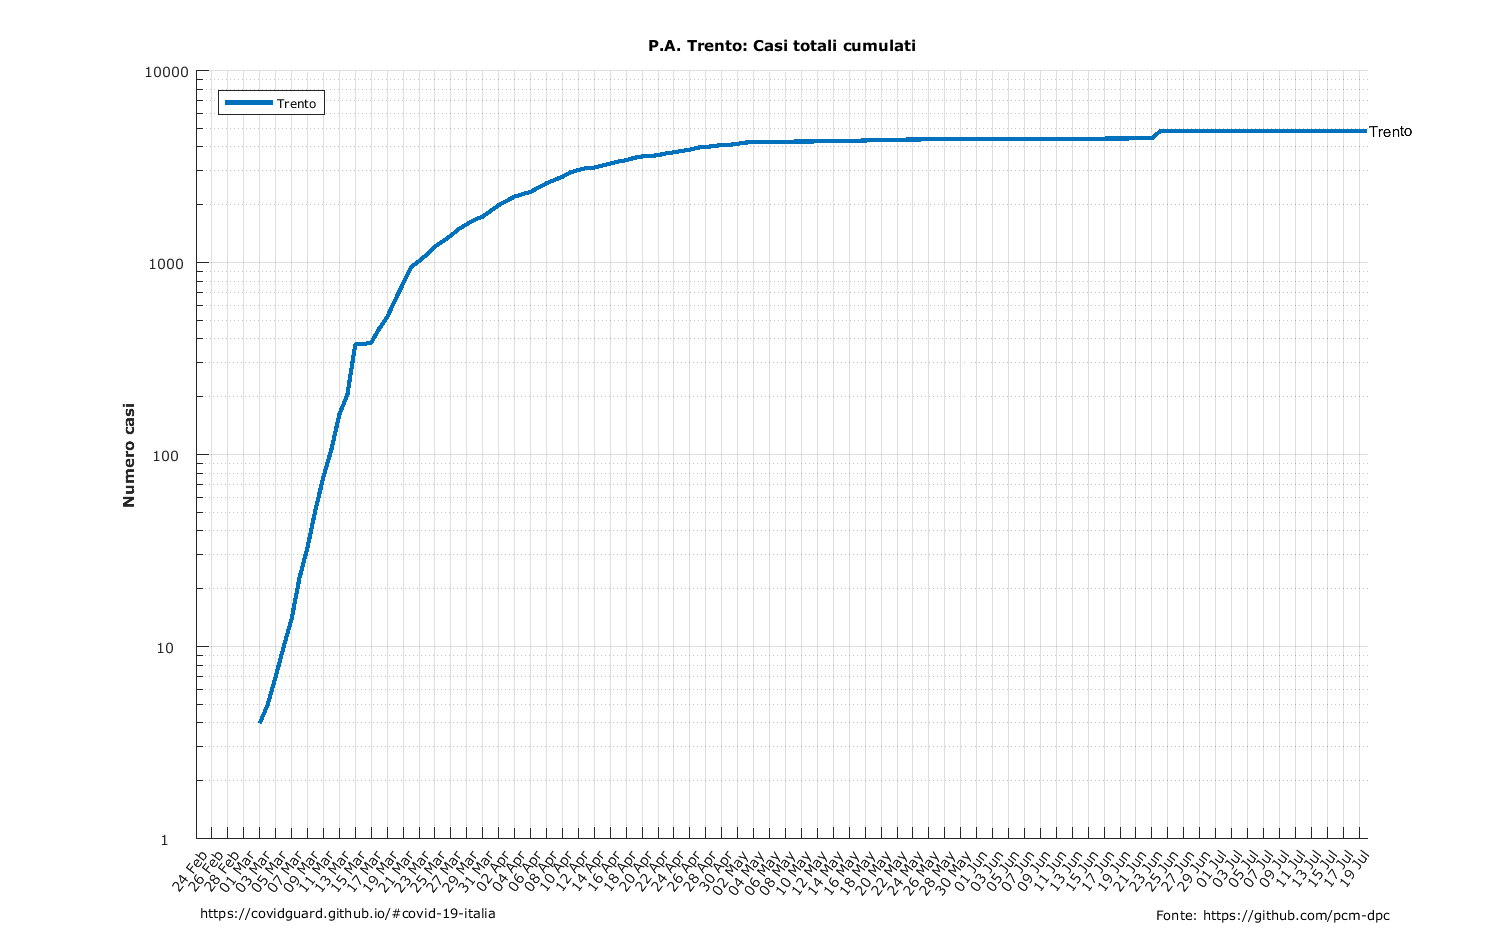 P.A. Trento: Casi totali cumulati
10000
1000
100
10
1
Numero casi
Trento
Trento
24 Feb
26 Feb
28 Feb
01 Mar
03 Mar
05 Mar
07 Mar
09 Mar
11 Mar
13 Mar
15 Mar
17 Mar
19 Mar
21 Mar
23 Mar
25 Mar
27 Mar
29 Mar
31 Mar
02 Apr
04 Apr
06 Apr
08 Apr
10 Apr
12 Apr
14 Apr
16 Apr
18 Apr
20 Apr
22 Apr
24 Apr
26 Apr
28 Apr
30 Apr
02 May
04 May
06 May
08 May
10 May
12 May
14 May
16 May
18 May
20 May
22 May
24 May
26 May
28 May
30 May
01 Jun
03 Jun
05 Jun
07 Jun
09 Jun
11 Jun
13 Jun
15 Jun
17 Jun
19 Jun
21 Jun
23 Jun
25 Jun
27 Jun
29 Jun
01 Jul
03 Jul
05 Jul
07 Jul
09 Jul
11 Jul
13 Jul
15 Jul
17 Jul
19 Jul
https://covidguard.github.io/#covid-19-italia
Fonte: https://github.com/pcm-dpc